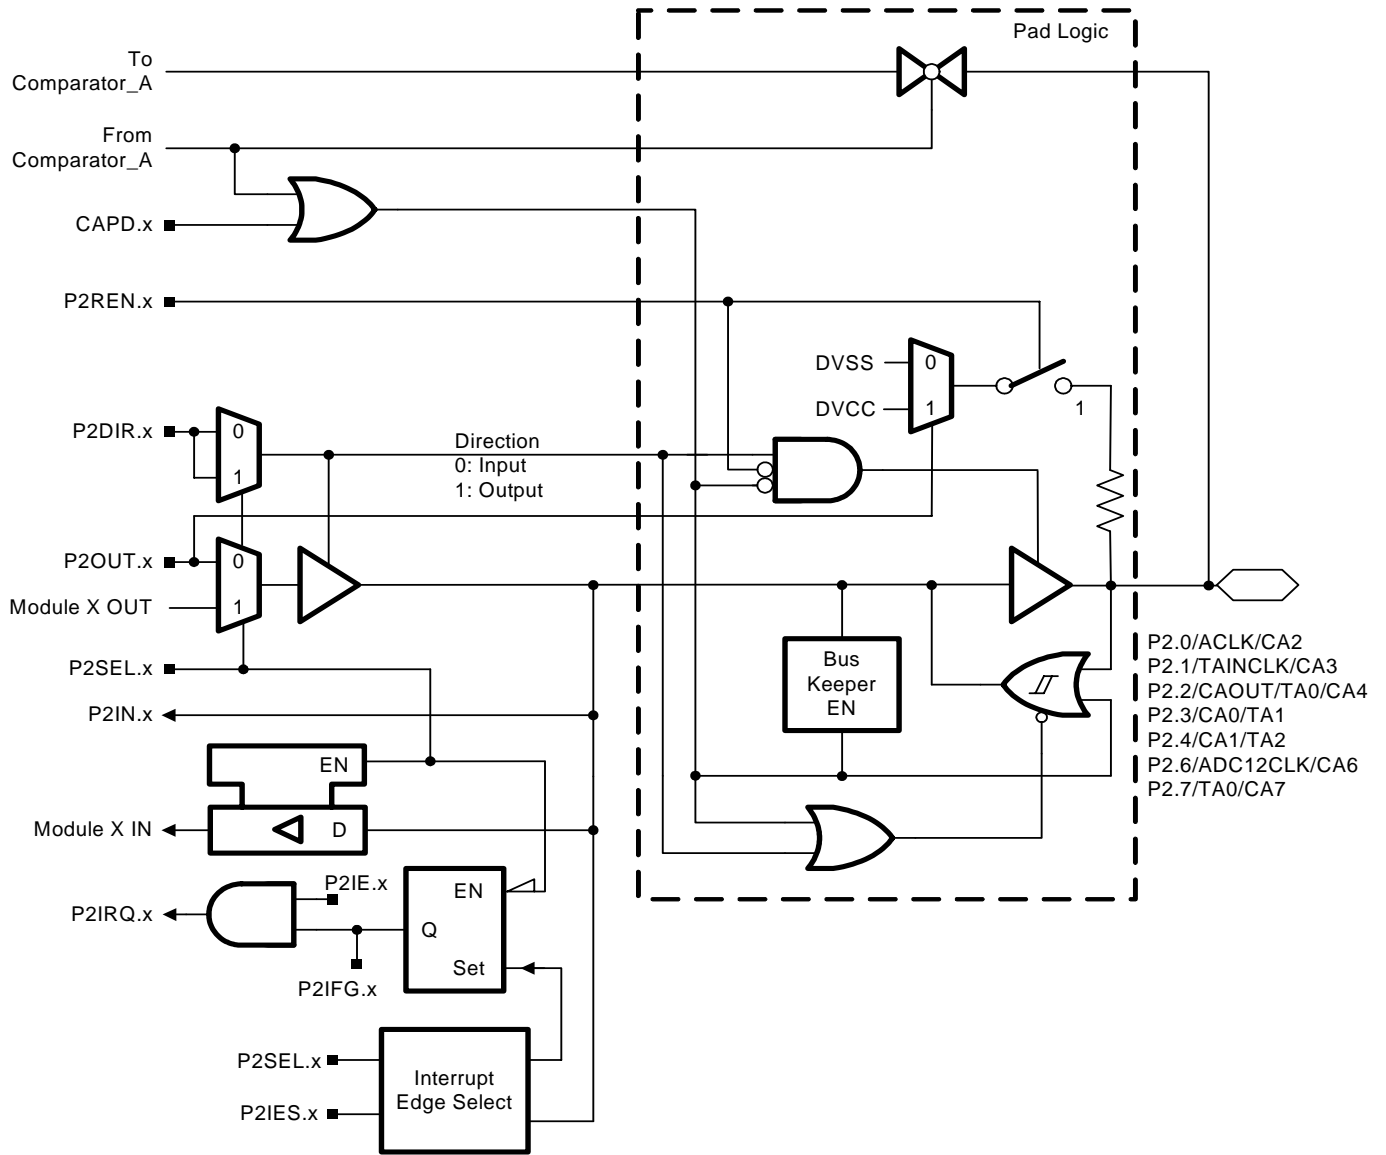 Pad Logic
To
Comparator_A
From
Comparator_A
CAPD.x
P2REN.x
DVSS
0
DVCC
1
1
P2DIR.x
0
1
Direction
0: Input
1: Output
P2OUT.x
0
Module X OUT
1
P2SEL.x
Bus
Keeper
EN
P2.0/ACLK/CA2
P2.1/TAINCLK/CA3
P2.2/CAOUT/TA0/CA4
P2.3/CA0/TA1
P2.4/CA1/TA2
P2.6/ADC12CLK/CA6
P2.7/TA0/CA7
P2IN.x
EN
Module X IN
D
P2IE.x
P2IRQ.x
EN
Q
Set
P2IFG.x
P2SEL.x
P2IES.x
Interrupt
Edge Select